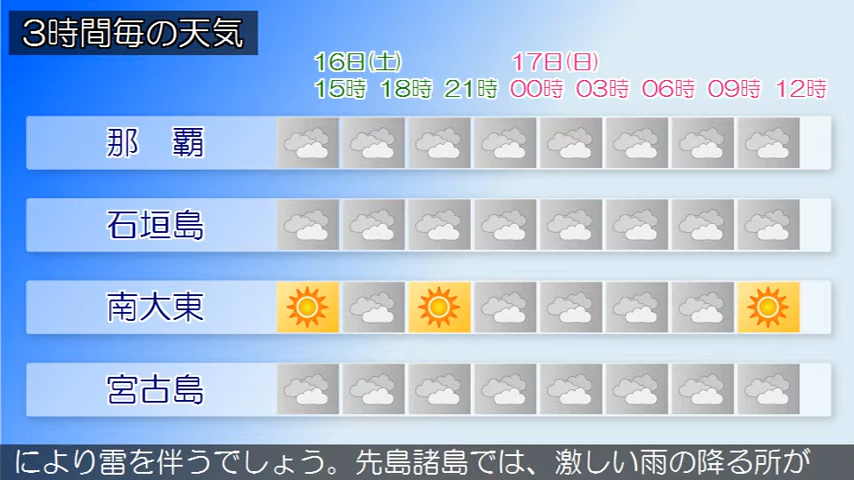 3時間毎の天気
16日(土) 17日(日)
15時 18時 21時 00時 03時 06時 09時 12時
那　覇
石垣島
南大東
宮古島
により雷を伴うでしょう。先島諸島では、激しい雨の降る所が